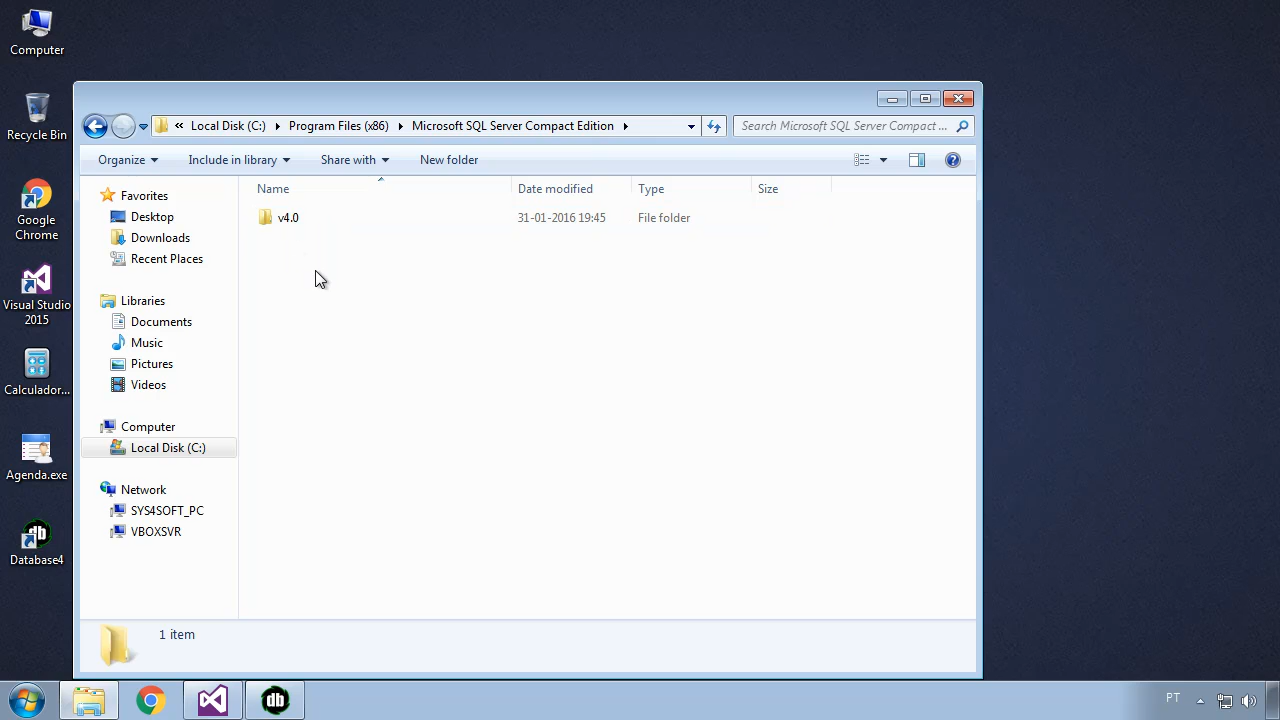 Computer
Recycle Bin
Google
Chrome
Visual Studio
2015
Calculador...
Agenda.exe
Database4
« Local Disk (C:) Program Files (x86) Microsoft SQL Server Compact Edition
Search Microsoft SQL Server Compact ...
Organize Include in library Share with New folder
Name Date modified Type Size
v4.0 31-01-2016 19:45 File folder
Favorites
Desktop
Downloads
Recent Places
Libraries
Documents
Music
Pictures
Videos
Computer
Local Disk (C:)
Network
SYS4SOFT_PC
VBOXSVR
1 item
db
PT